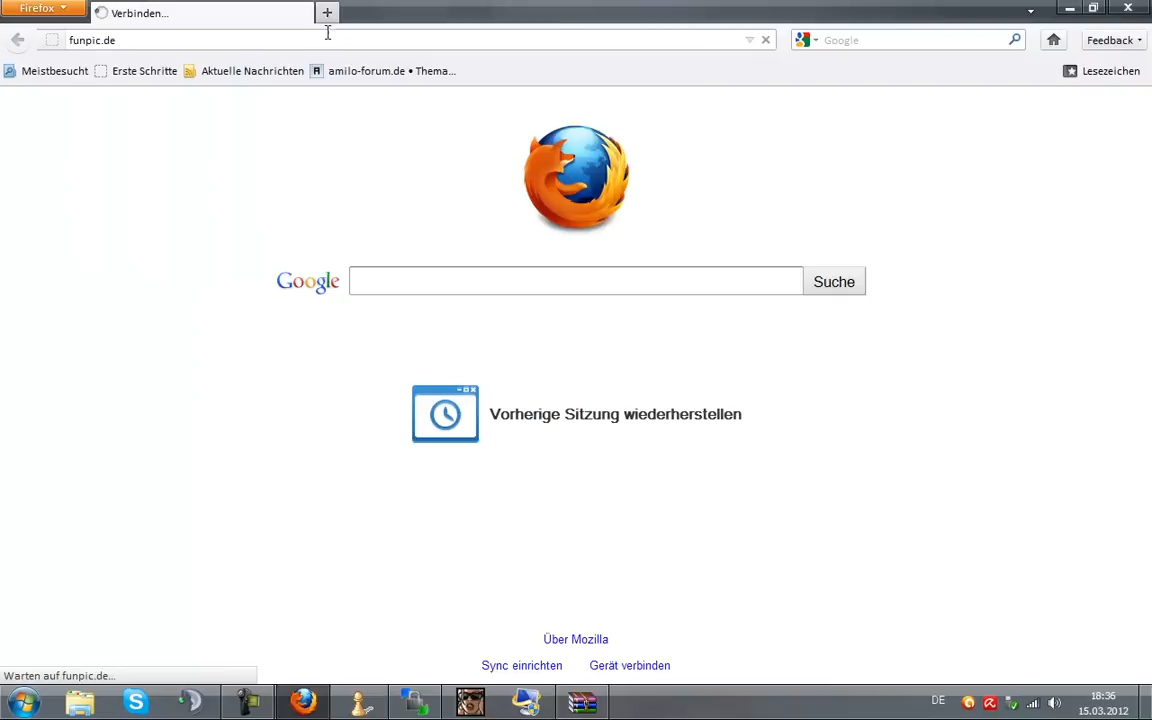 Firefox
Verbinden...
funpic.de
Google
Feedback
Meistbesucht
Erste Schritte
Aktuelle Nachrichten
A
amilo-forum.de • Thema...
Lesezeichen
Google
Suche
Vorherige Sitzung wiederherstellen
Über Mozilla
Sync einrichten
Gerät verbinden
Warten auf funpic.de...
DE
18:36
15.03.2012